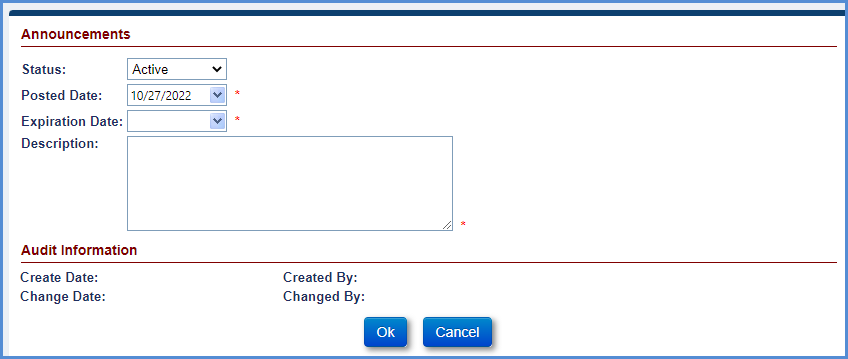 Announcements
Status: Active
Posted Date: 10/27/2022 *
Expiration Date: *
Description:
*
Audit Information
Create Date: Created By:
Change Date: Changed By:
Ok Cancel